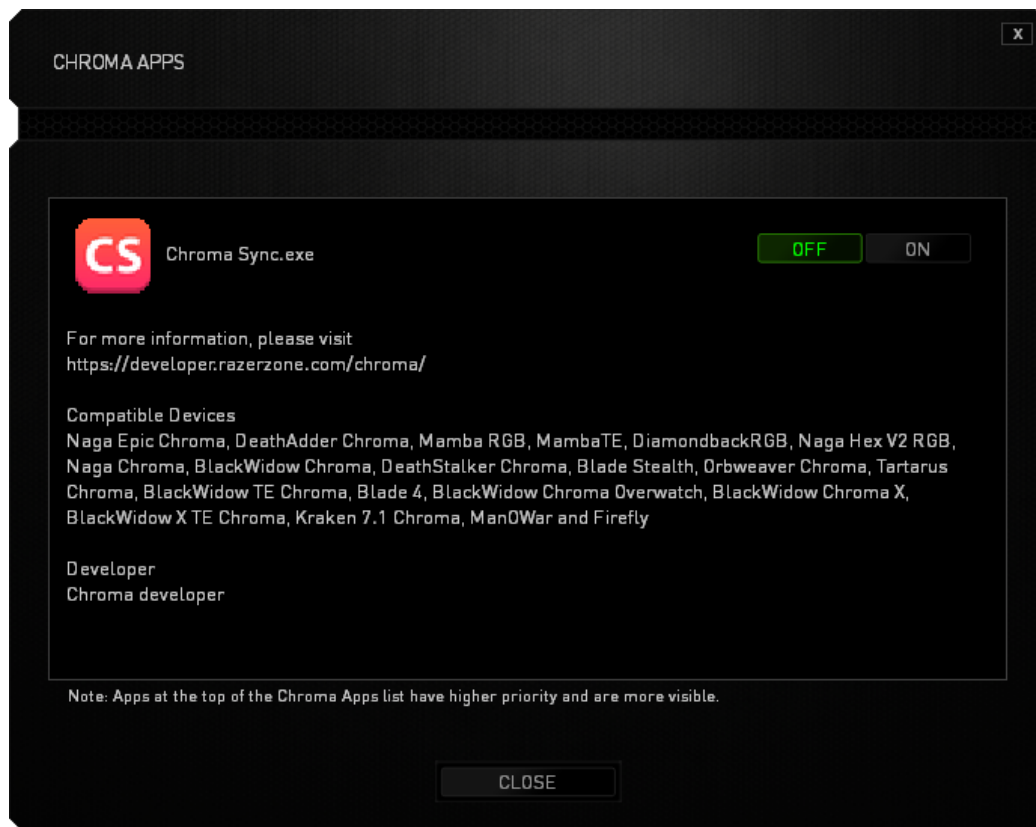 X
CHROMA APPS
CS
Chroma Sync.exe
OFF
ON
For more information, please visit
https://developer.razerzone.com/chroma/
Compatible Devices
Naga Epic Chroma, DeathAdder Chroma, Mamba RGB, MambaTE, DiamondbackRGB, Naga Hex V2 RGB,
Naga Chroma, BlackWidow Chroma, DeathStalker Chroma, Blade Stealth, Orbweaver Chroma, Tartarus
Chroma, BlackWidow TE Chroma, Blade 4, BlackWidow Chroma Overwatch, BlackWidow Chroma X,
BlackWidow X TE Chroma, Kraken 7.1 Chroma, ManOWar and Firefly
Developer
Chroma developer
Note: Apps at the top of the Chroma Apps list have higher priority and are more visible.
CLOSE